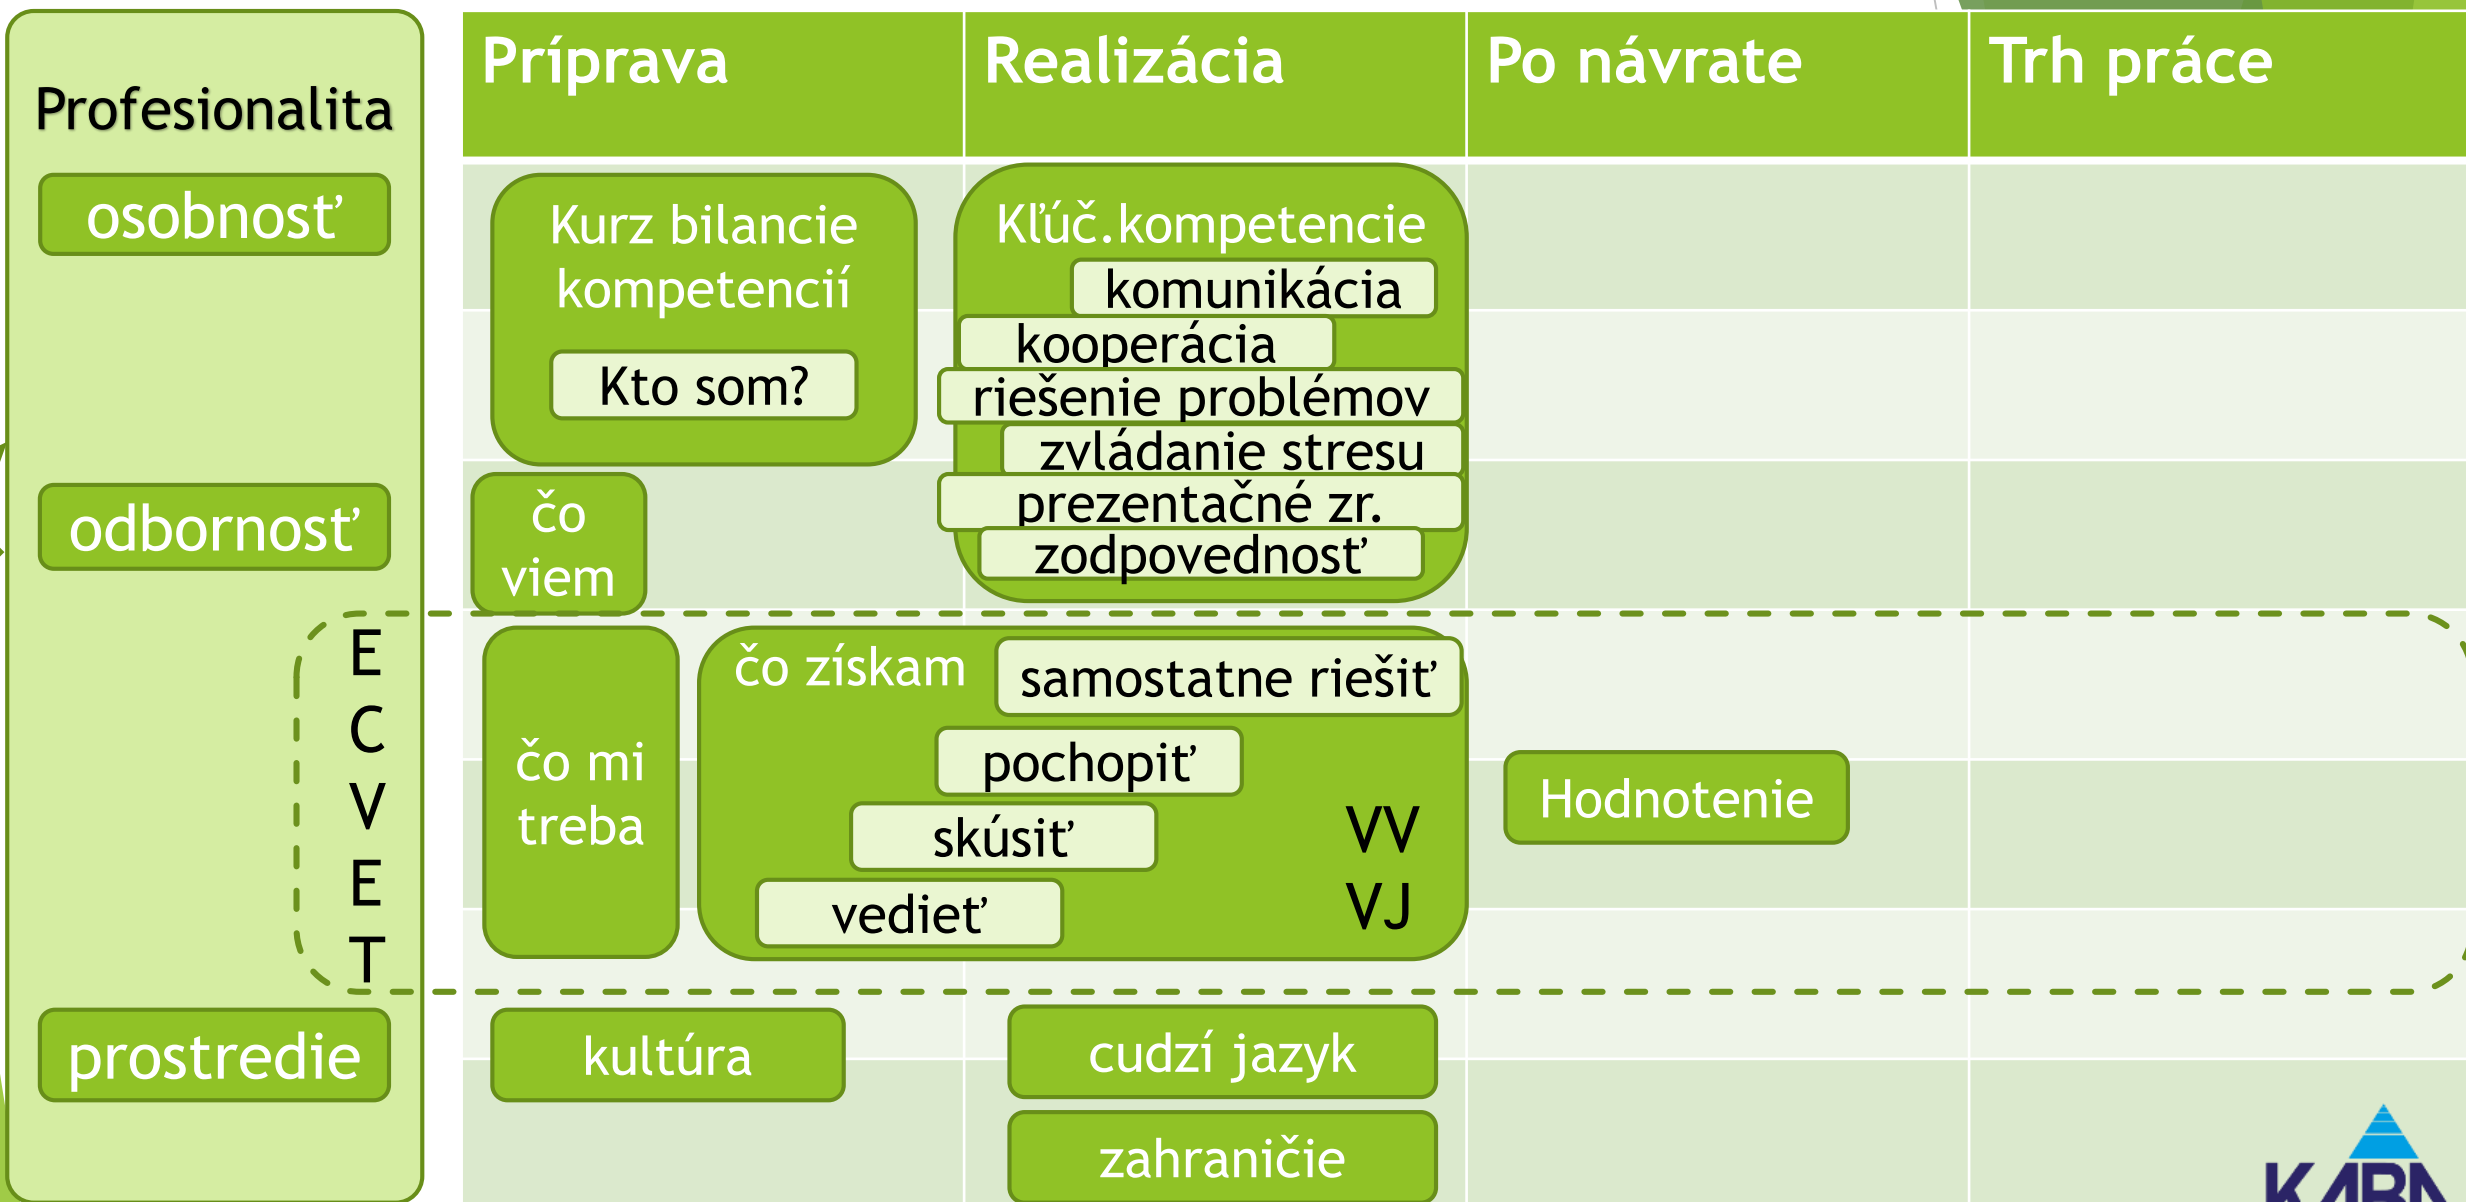 Profesionalita
osobnosť
odbornosť
E
C
V
E
T
prostredie
Príprava
Realizácia
Po návrate
Trh práce
Kurz bilancie
kompetencií
Kto som?
Kľúč.kompetencie
komunikácia
kooperácia
riešenie problémov
zvládanie stresu
prezentačné zr.
zodpovednosť
čo
viem
čo mi
treba
čo získam
samostatne riešiť
pochopiť
skúsiť
vedieť
VV
VJ
Hodnotenie
kultúra
cudzí jazyk
zahraničie